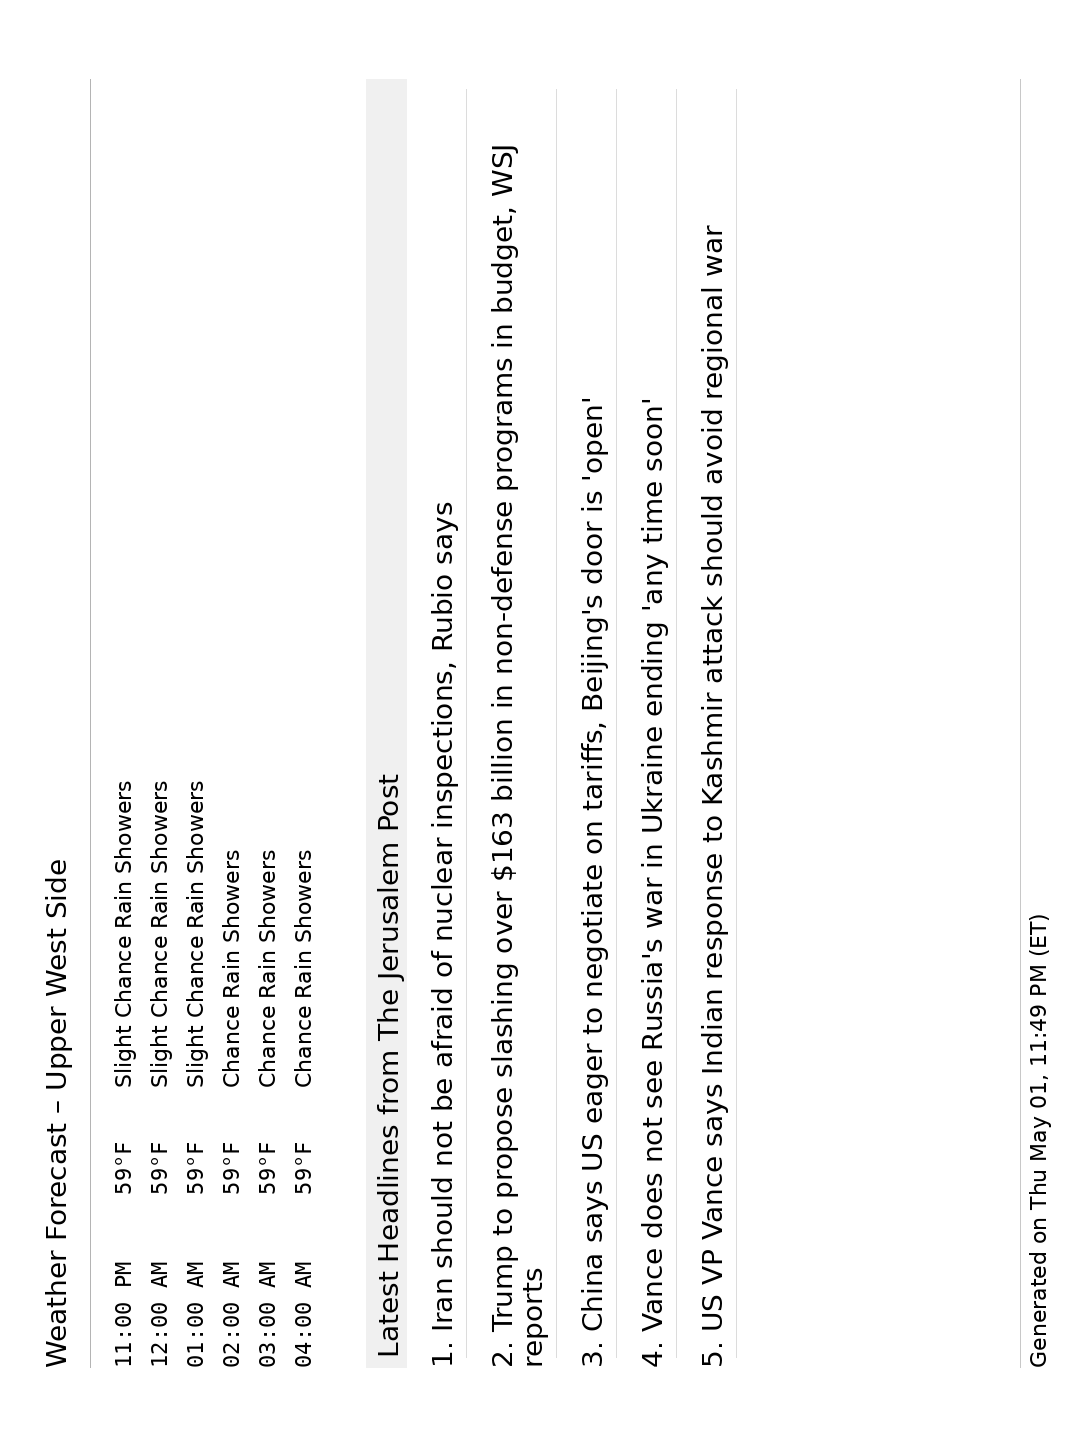 Weather Forecast – Upper West Side
11:00 PM 59°F Slight Chance Rain Showers
12:00 AM 59°F Slight Chance Rain Showers
01:00 AM 59°F Slight Chance Rain Showers
02:00 AM 59°F Chance Rain Showers
03:00 AM 59°F Chance Rain Showers
04:00 AM 59°F Chance Rain Showers
Latest Headlines from The Jerusalem Post
1. Iran should not be afraid of nuclear inspections, Rubio says
2. Trump to propose slashing over $163 billion in non-defense programs in budget, WSJ
reports
3. China says US eager to negotiate on tariffs, Beijing's door is 'open'
4. Vance does not see Russia's war in Ukraine ending 'any time soon'
5. US VP Vance says Indian response to Kashmir attack should avoid regional war
Generated on Thu May 01, 11:49 PM (ET)